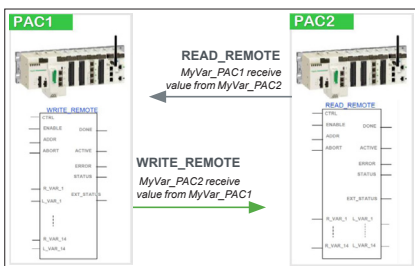 PAC1
PAC2
READ_REMOTE
MyVar_PAC1 receive
value from MyVar_PAC2
WRITE_REMOTE
CTRL
ENABLE DONE
ADDR
ABORT ACTIVE
ERROR
STATUS
R_VAR_1
EXT_STATUS
L_VAR_1
R_VAR_14
L_VAR_14
WRITE_REMOTE
MyVar_PAC2 receive
value from MyVar_PAC1
READ_REMOTE
CTRL
ENABLE DONE
ADDR
ABORT ACTIVE
ERROR
STATUS
EXT_STATUS
R_VAR_1 L_VAR_1
R_VAR_14 L_VAR_14